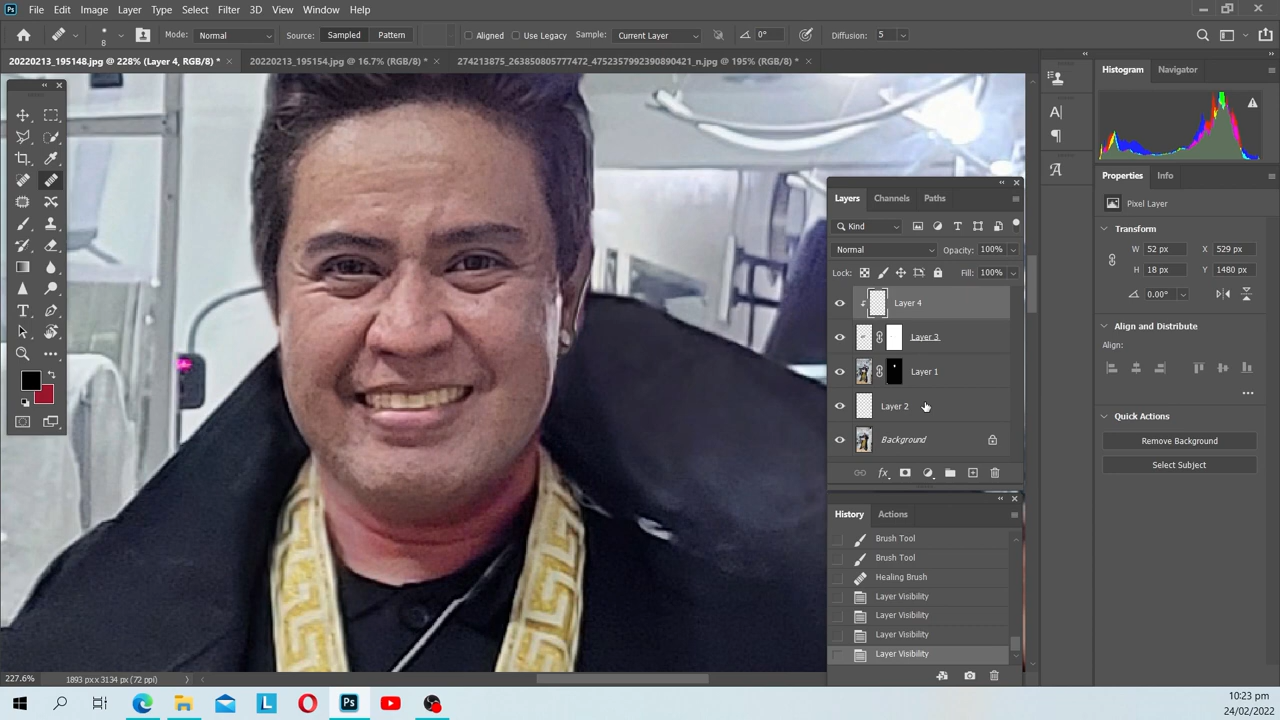 Ps File Edit Image Layer Type Select Filter 3D View Window Help
8 Mode: Normal Source: Sampled Pattern Aligned Use Legacy Sample: Current Layer 0° Diffusion: 5
20220213_195148.jpg @ 228% (Layer 4, RGB/8) * × 20220213_195154.jpg @ 16.7% (RGB/8) * × 274213875_263850805777472_4752357992390890421_n.jpg @ 195% (RGB/8) * ×
Histogram Navigator
Properties Info
Pixel Layer
Transform
W 52 px X 529 px
H 18 px Y 1480 px
0.00°
Align and Distribute
Align:
Quick Actions
Remove Background
Select Subject
Layers Channels Paths
Kind
Normal Opacity: 100%
Lock: Fill: 100%
Layer 4
Layer 3
Layer 1
Layer 2
Background
fx
History Actions
Brush Tool
Brush Tool
Healing Brush
Layer Visibility
Layer Visibility
Layer Visibility
Layer Visibility
227.6% 1893 px x 3134 px (72 ppi)
L Ps 10:23 pm
24/02/2022